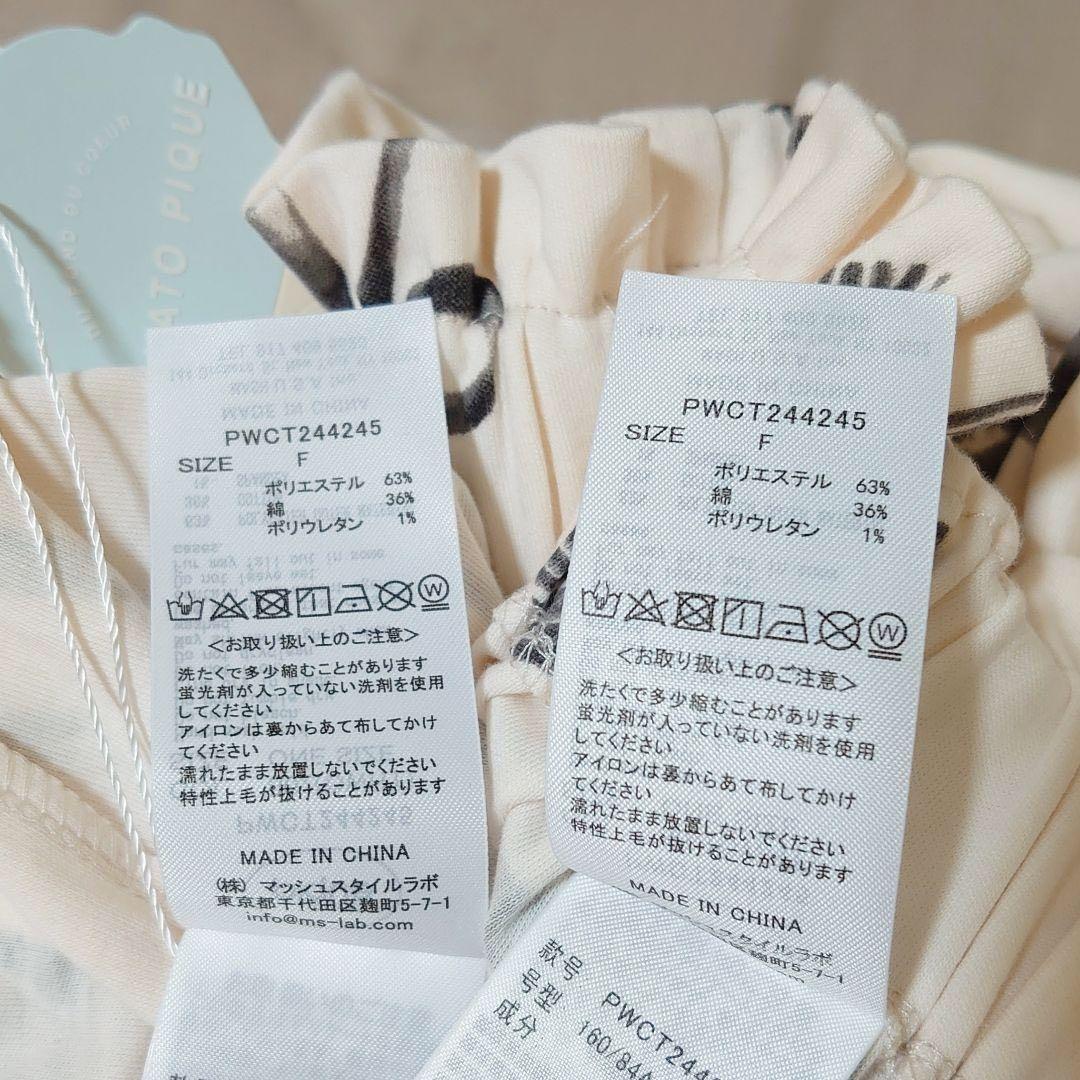 ATO PIQUE
PWCT244245
SIZE F
ポリエステル 63%
綿 36%
ポリウレタン 1%
W
<お取り扱い上のご注意>
洗たくで多少縮むことがあります
蛍光剤が入っていない洗剤を使用
してください
アイロンは裏からあて布してかけ
てください
濡れたまま放置しないでください
特性上毛が抜けることがあります
MADE IN CHINA
(株) マッシュスタイルラボ
東京都千代田区麹町5-7-1
info@ms-lab.com
PWCT244245
SIZE F
ポリエステル 63%
綿 36%
ポリウレタン 1%
W
<お取り扱い上のご注意>
洗たくで多少縮むことがあります
蛍光剤が入っていない洗剤を使用
してください
アイロンは裏からあて布してかけ
てください
濡れたまま放置しないでください
特性上毛が抜けることがあります
MADE IN CHINA
スタイルラボ
麹町5-7-1
款号 PWCT244
号型 160/84A
成分